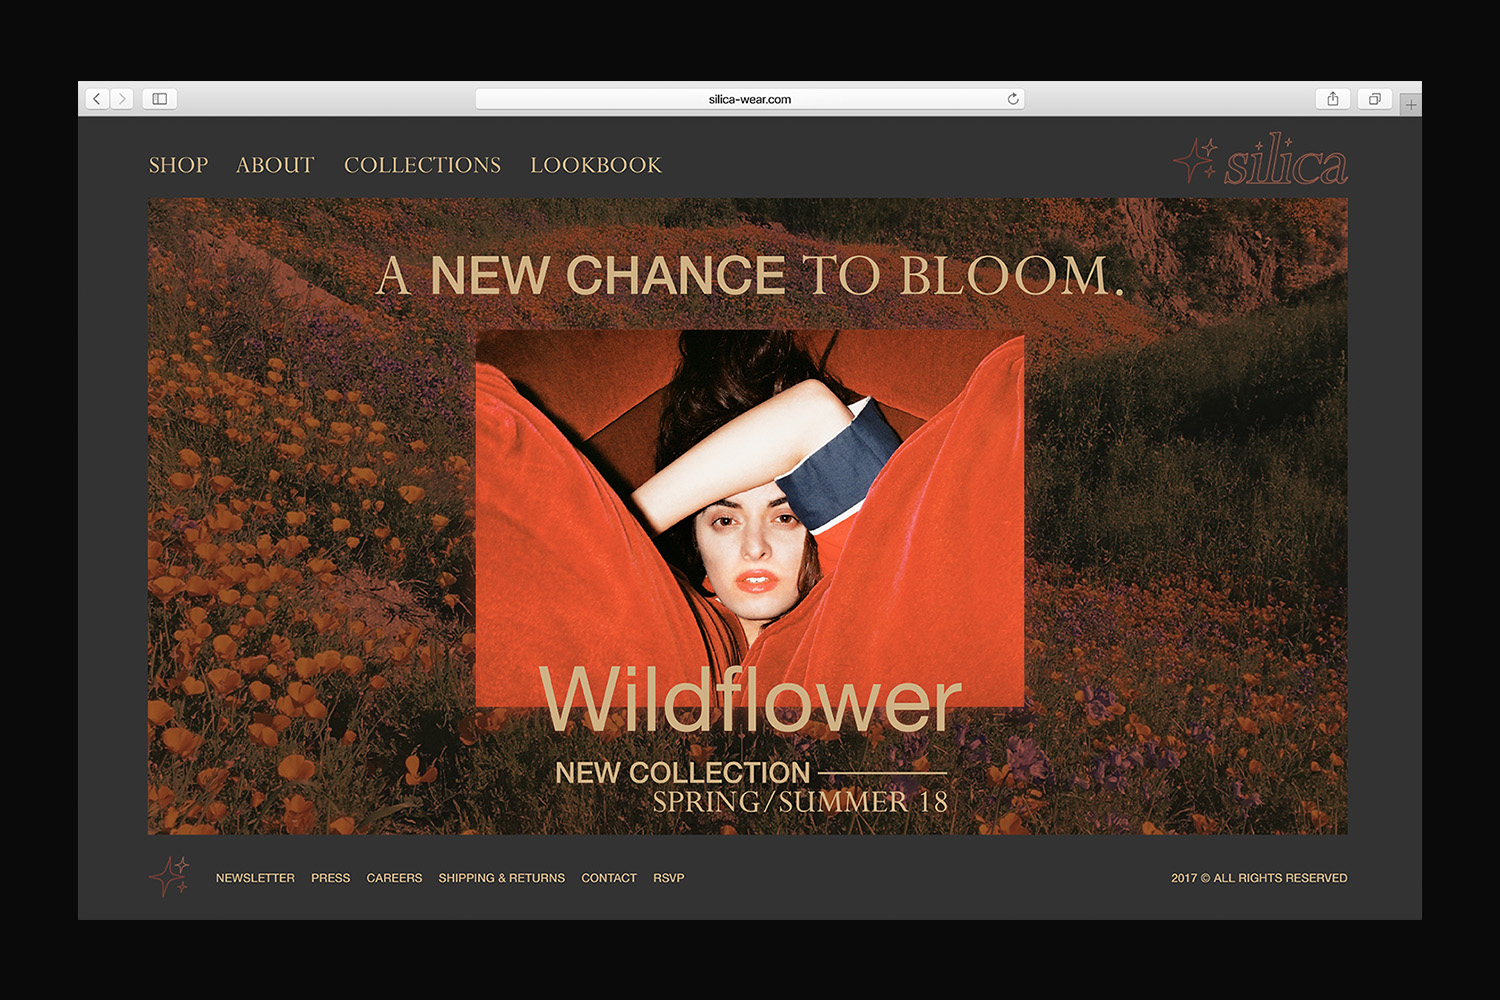 silica-wear.com
SHOP ABOUT COLLECTIONS LOOKBOOK
silica
A NEW CHANCE TO BLOOM.
Wildflower
NEW COLLECTION
SPRING/SUMMER 18
NEWSLETTER PRESS CAREERS SHIPPING & RETURNS CONTACT RSVP
2017 © ALL RIGHTS RESERVED